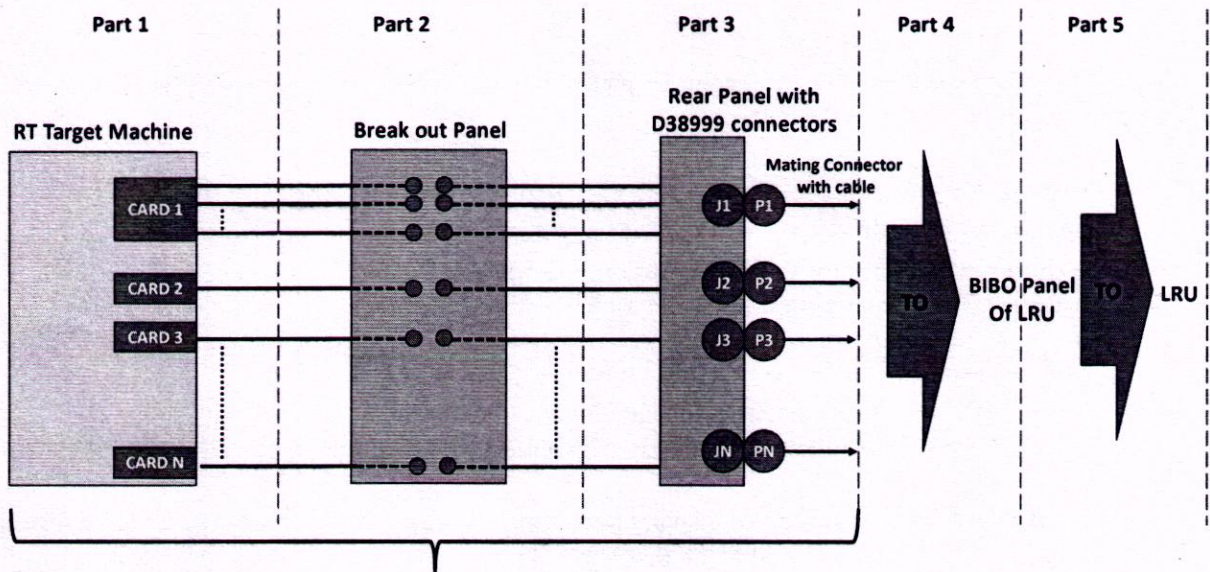 Part 1
Part 2
Part 3
Part 4
Part 5
RT Target Machine
Break out Panel
Rear Panel with
D38999 connectors
Mating Connector
with cable
CARD 1
J1
P1
CARD 2
J2
P2
CARD 3
J3
P3
CARD N
JN
PN
TO
BIBO Panel
Of LRU
TO
LRU